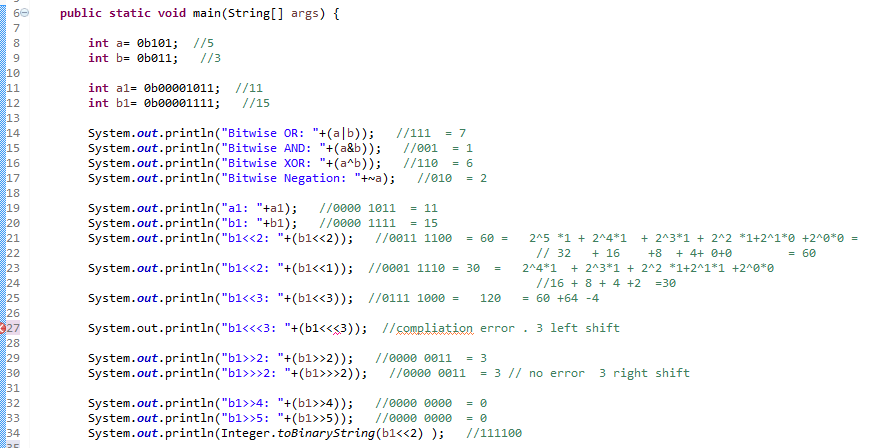 6 public static void main(String[] args) {
7
8 int a= 0b101; //5
9 int b= 0b011; //3
10
11 int a1= 0b00001011; //11
12 int b1= 0b00001111; //15
13
14 System.out.println("Bitwise OR: "+(a|b)); //111 = 7
15 System.out.println("Bitwise AND: "+(a&b)); //001 = 1
16 System.out.println("Bitwise XOR: "+(a^b)); //110 = 6
17 System.out.println("Bitwise Negation: "+~a); //010 = 2
18
19 System.out.println("a1: "+a1); //0000 1011 = 11
20 System.out.println("b1: "+b1); //0000 1111 = 15
21 System.out.println("b1<<2: "+(b1<<2)); //0011 1100 = 60 = 2^5 *1 + 2^4*1 + 2^3*1 + 2^2 *1+2^1*0 +2^0*0 =
22 // 32 + 16 +8 + 4+ 0+0 = 60
23 System.out.println("b1<<2: "+(b1<<1)); //0001 1110 = 30 = 2^4*1 + 2^3*1 + 2^2 *1+2^1*1 +2^0*0
24 //16 + 8 + 4 +2 =30
25 System.out.println("b1<<3: "+(b1<<3)); //0111 1000 = 120 = 60 +64 -4
26
27 System.out.println("b1<<<3: "+(b1<<<3)); //compliation error . 3 left shift
28
29 System.out.println("b1>>2: "+(b1>>2)); //0000 0011 = 3
30 System.out.println("b1>>>2: "+(b1>>>2)); //0000 0011 = 3 // no error 3 right shift
31
32 System.out.println("b1>>4: "+(b1>>4)); //0000 0000 = 0
33 System.out.println("b1>>5: "+(b1>>5)); //0000 0000 = 0
34 System.out.println(Integer.toBinaryString(b1<<2) ); //111100